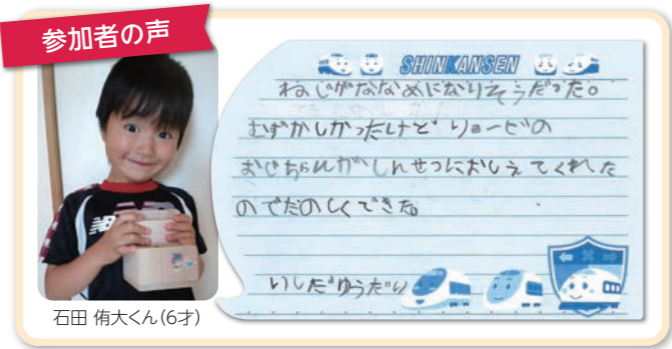 参加者の声
SHINKANSEN
ねじがななめになりそうだった。
むずかしかったけど りょーびの
おじちゃんがしんせつにおしえてくれた
のでたのしくできた。
いしだゆうだい
石田 侑大くん(6才)